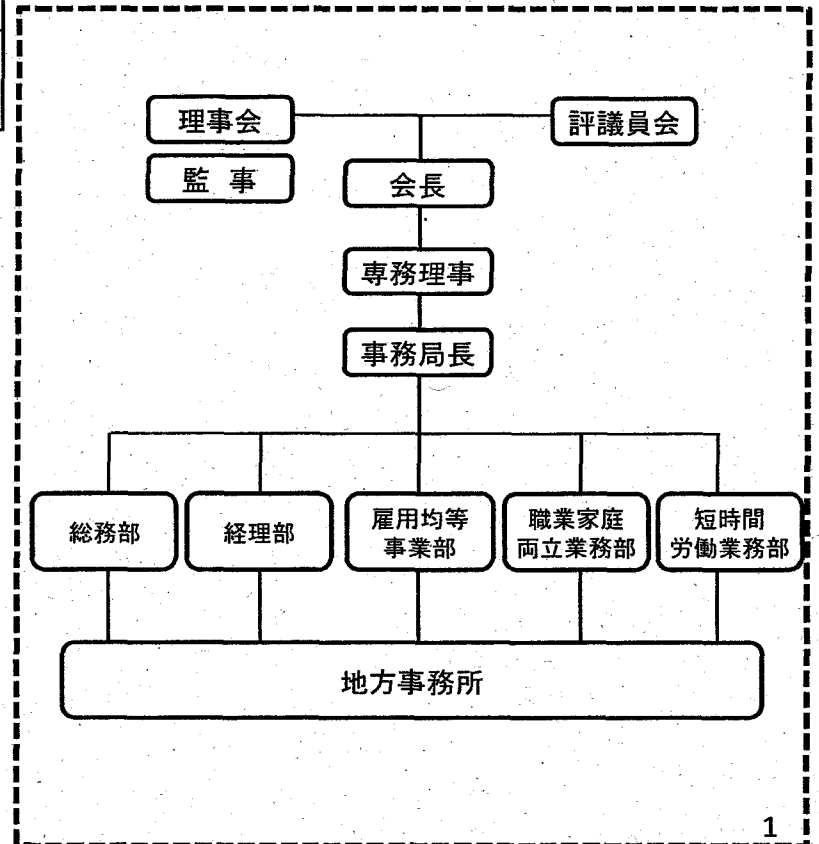 理事会
評議員会
監 事
会長
専務理事
事務局長
総務部
経理部
雇用均等
事業部
職業家庭
両立業務部
短時間
労働業務部
地方事務所
1